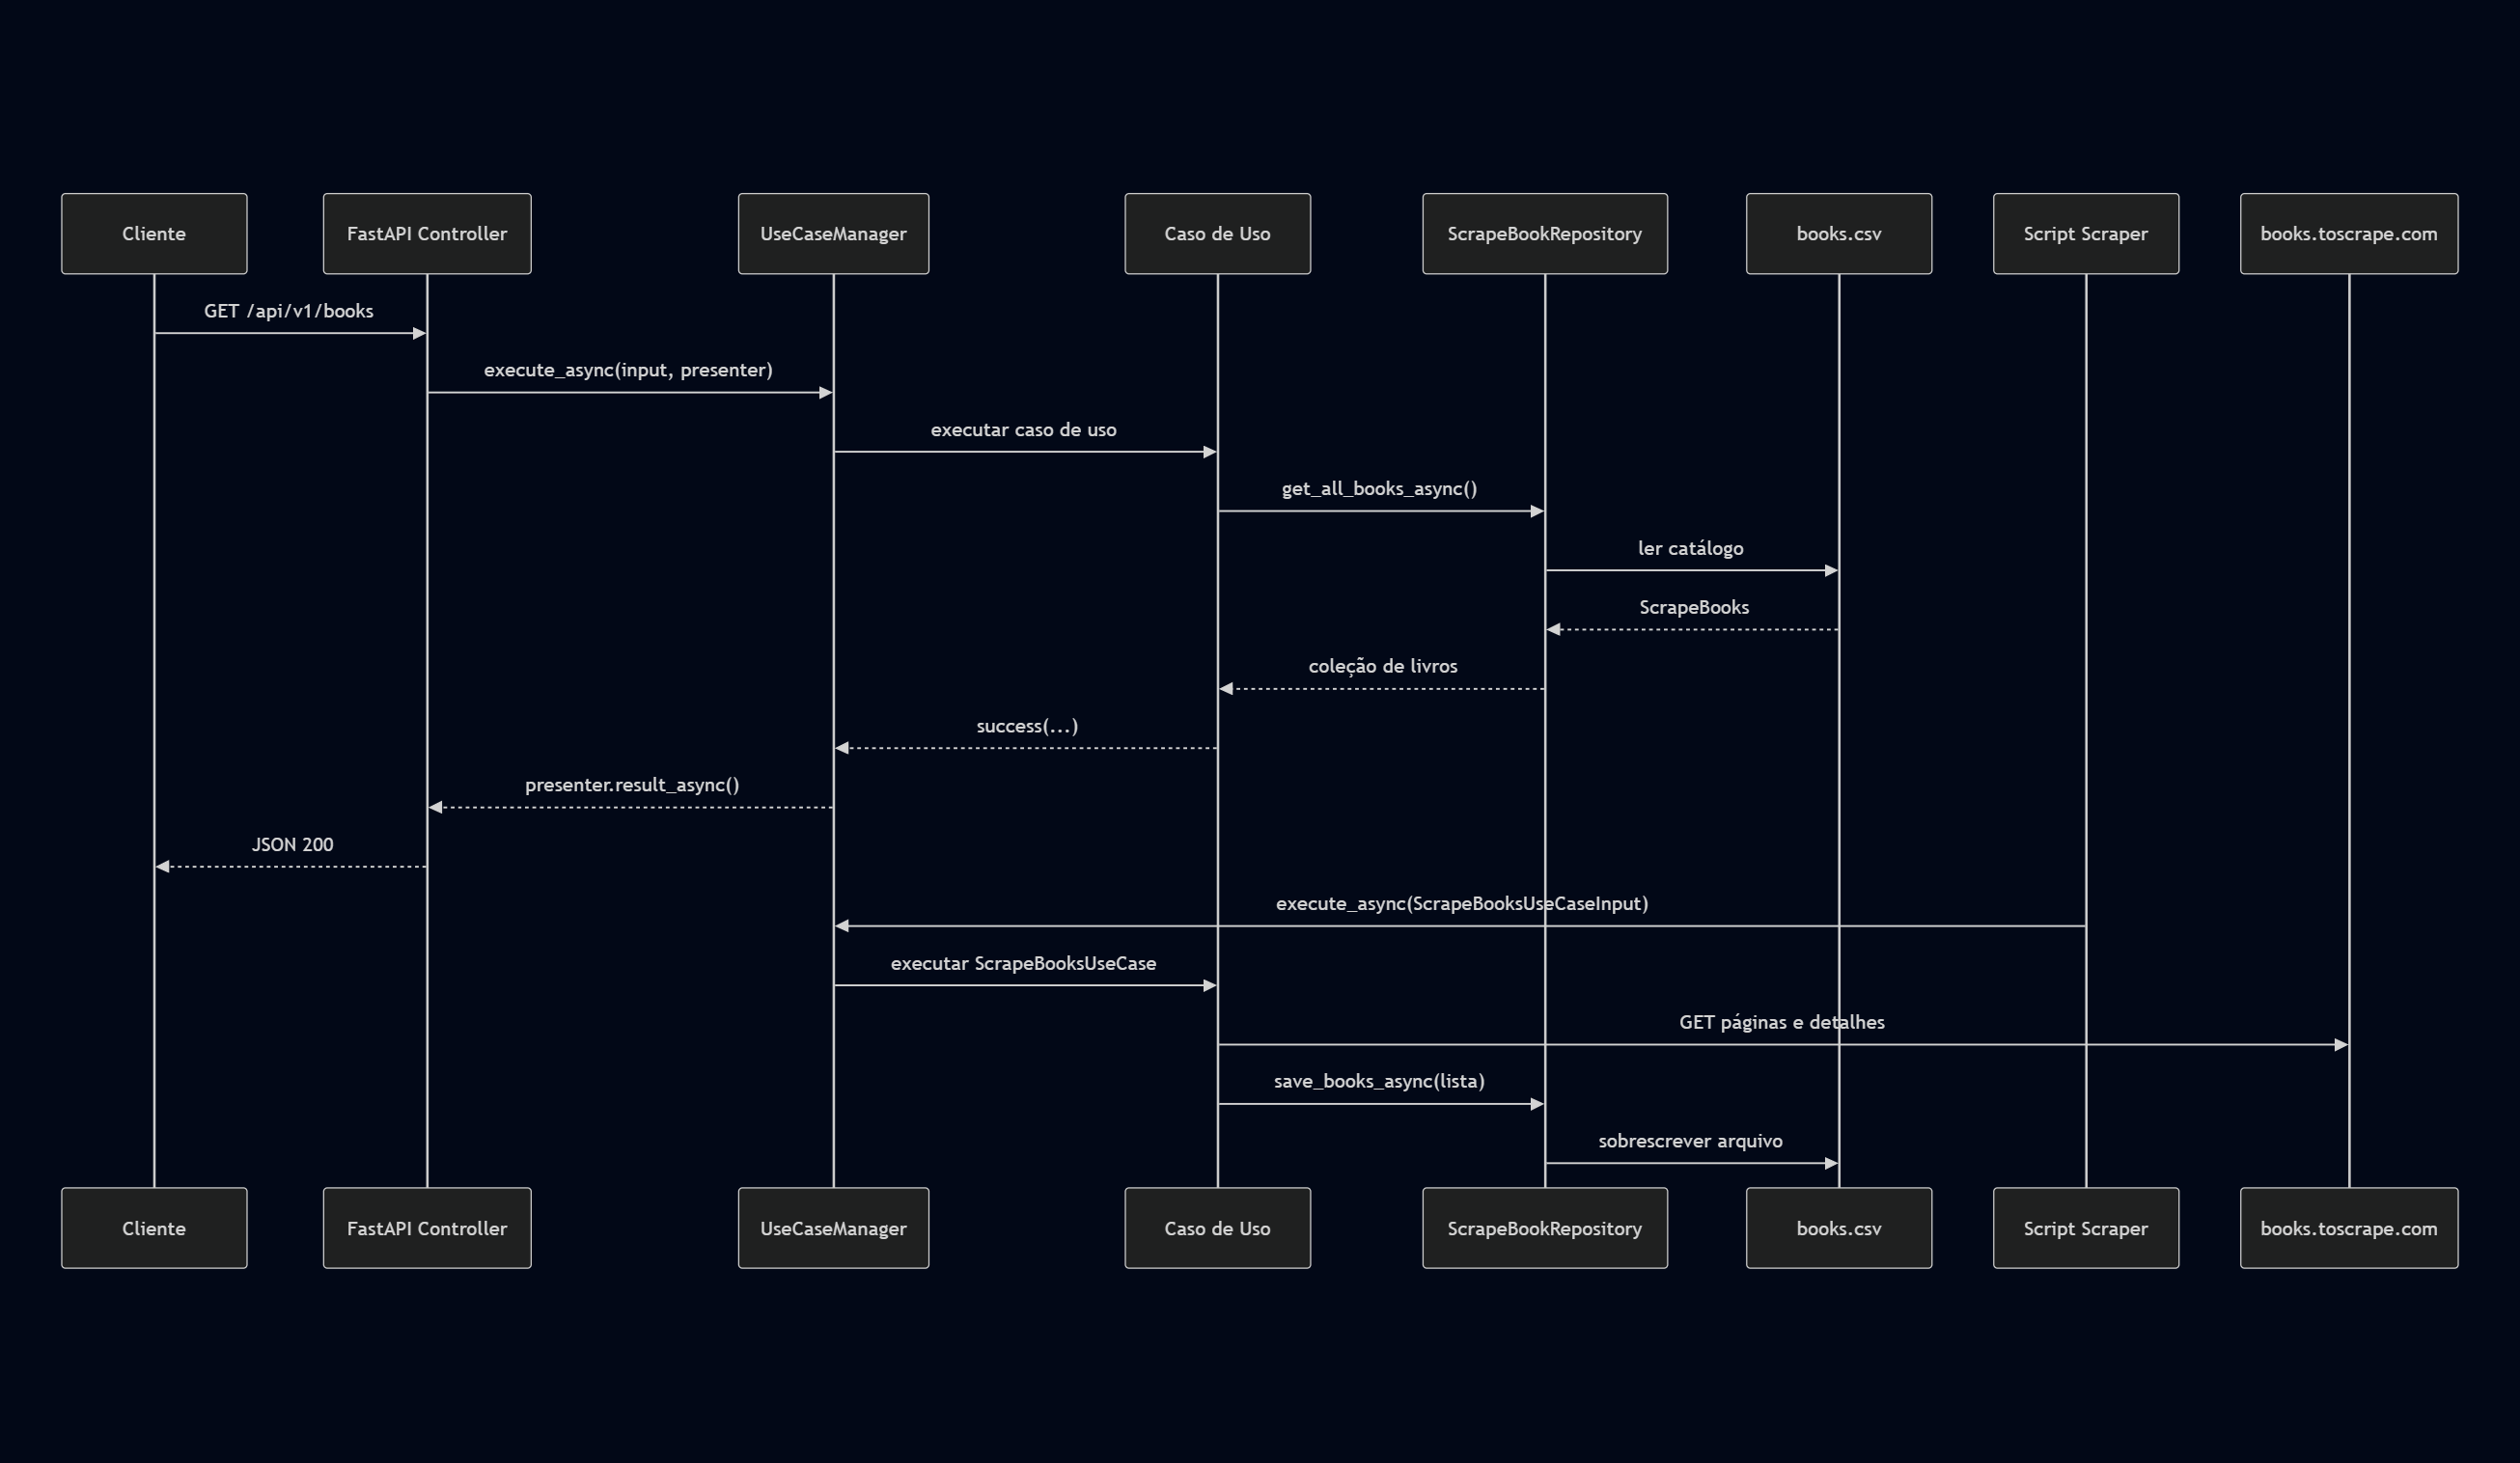 Cliente
FastAPI Controller
UseCaseManager
Caso de Uso
ScrapeBookRepository
books.csv
Script Scraper
books.toscrape.com
GET /api/v1/books
execute_async(input, presenter)
executar caso de uso
get_all_books_async()
ler catálogo
ScrapeBooks
coleção de livros
success(...)
presenter.result_async()
JSON 200
execute_async(ScrapeBooksUseCaseInput)
executar ScrapeBooksUseCase
GET páginas e detalhes
save_books_async(lista)
sobrescrever arquivo
Cliente
FastAPI Controller
UseCaseManager
Caso de Uso
ScrapeBookRepository
books.csv
Script Scraper
books.toscrape.com